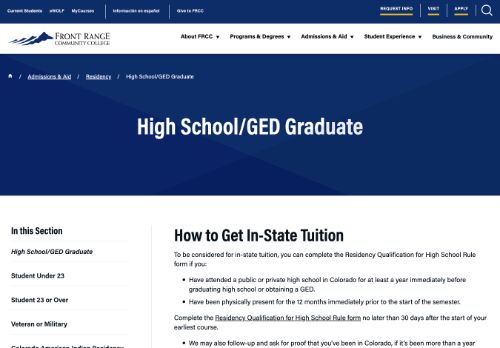 Current Students eWOLF MyCourses Información en español Give to FRCC REQUEST INFO VISIT APPLY
FRONT RANGE
COMMUNITY COLLEGE
About FRCC Programs & Degrees Admissions & Aid Student Experience Business & Community
/ Admissions & Aid / Residency / High School/GED Graduate
High School/GED Graduate
In this Section
High School/GED Graduate
Student Under 23
Student 23 or Over
Veteran or Military
Colorado American Indian Residency
How to Get In-State Tuition
To be considered for in-state tuition, you can complete the Residency Qualification for High School Rule
form if you:
• Have attended a public or private high school in Colorado for at least a year immediately before
graduating high school or obtaining a GED.
• Have been physically present for the 12 months immediately prior to the start of the semester.
Complete the Residency Qualification for High School Rule form no later than 30 days after the start of your
earliest course.
• We may also follow-up and ask for proof that you've been in Colorado, if it's been more than a year